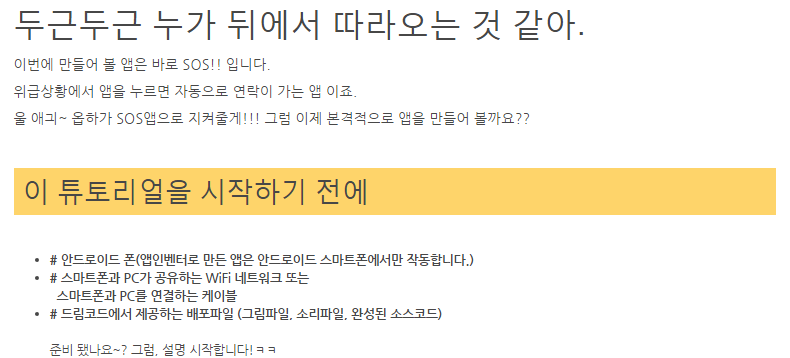 두근두근 누가 뒤에서 따라오는 것 같아.
이번에 만들어 볼 앱은 바로 SOS!! 입니다.
위급상황에서 앱을 누르면 자동으로 연락이 가는 앱 이죠.
울 애긔~ 옵하가 SOS앱으로 지켜줄게!!! 그럼 이제 본격적으로 앱을 만들어 볼까요??
이 튜토리얼을 시작하기 전에
• # 안드로이드 폰(앱인벤터로 만든 앱은 안드로이드 스마트폰에서만 작동합니다.)
• # 스마트폰과 PC가 공유하는 WiFi 네트워크 또는
스마트폰과 PC를 연결하는 케이블
• # 드림코드에서 제공하는 배포파일 (그림파일, 소리파일, 완성된 소스코드)
준비 됐나요~? 그럼, 설명 시작합니다!ㅋㅋ